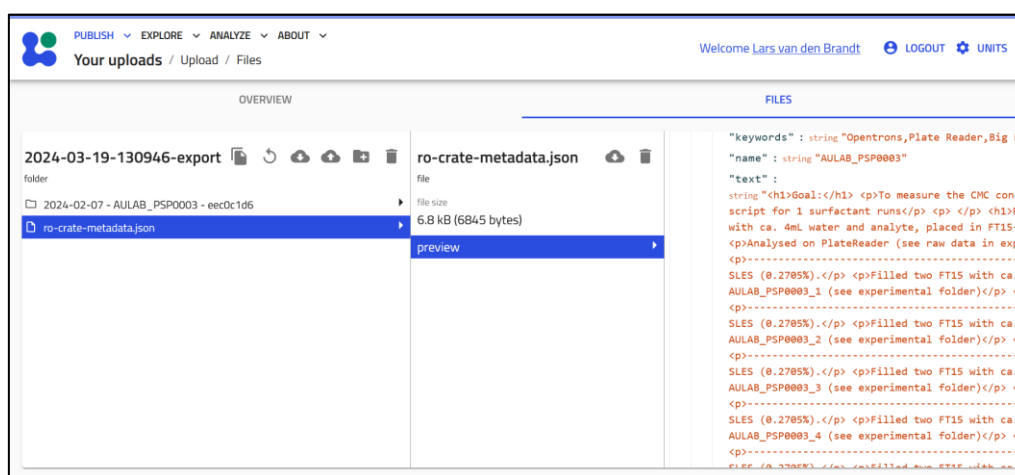 PUBLISH EXPLORE ANALYZE ABOUT
Your uploads / Upload / Files
Welcome Lars van den Brandt LOGOUT UNITS
OVERVIEW FILES
2024-03-19-130946-export
folder
2024-02-07 - AULAB_PSP0003 - eec0c1d6
ro-crate-metadata.json
ro-crate-metadata.json
file
file size
6.8 kB (6845 bytes)
preview
"keywords" : string "Opentrons,Plate Reader,Big
"name" : string "AULAB_PSP0003"
"text" :
string "<h1>Goal:</h1> <p>To measure the CMC con
script for 1 surfactant runs</p> <p> </p> <h1>
with ca. 4mL water and analyte, placed in FT15
<p>Analysed on PlateReader (see raw data in exp
<p>----------------------------------------
SLES (0.2705%).</p> <p>Filled two FT15 with ca.
AULAB_PSP0003_1 (see experimental folder)</p>
<p>----------------------------------------
SLES (0.2705%).</p> <p>Filled two FT15 with ca.
AULAB_PSP0003_2 (see experimental folder)</p>
<p>----------------------------------------
SLES (0.2705%).</p> <p>Filled two FT15 with ca.
AULAB_PSP0003_3 (see experimental folder)</p>
<p>----------------------------------------
SLES (0.2705%).</p> <p>Filled two FT15 with ca.
AULAB_PSP0003_4 (see experimental folder)</p>
<p>----------------------------------------